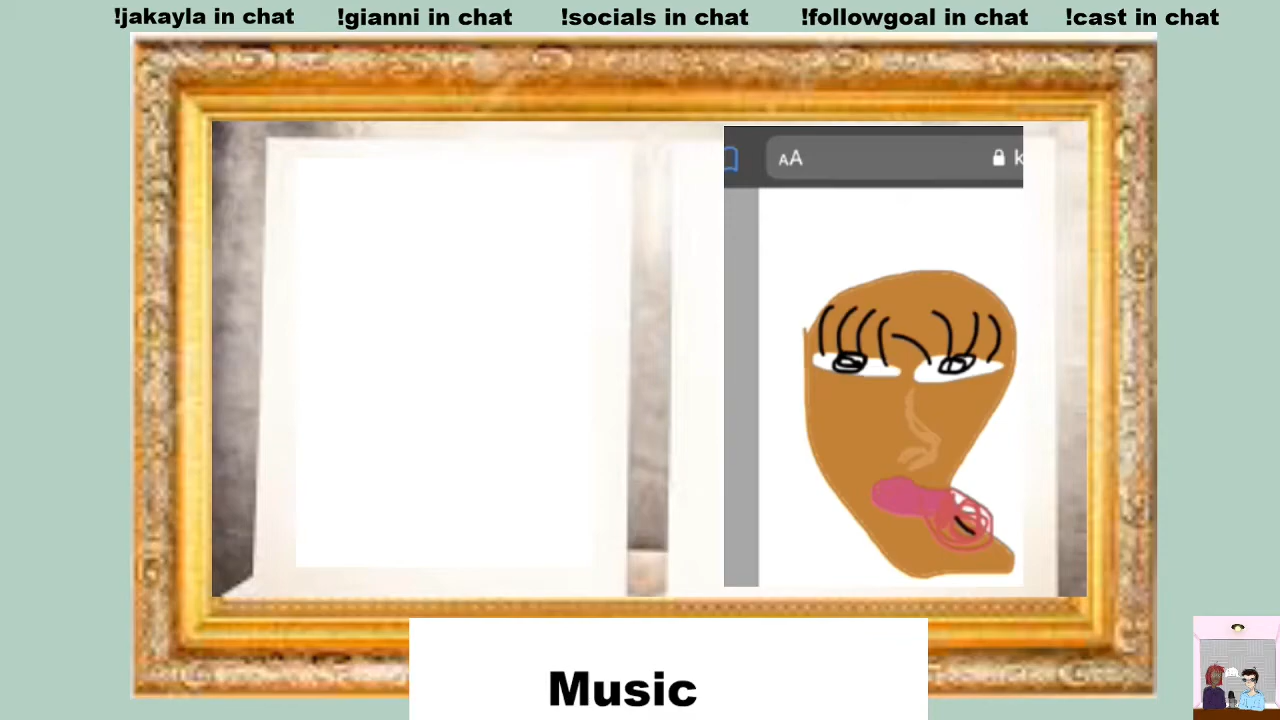 !jakayla in chat !gianni in chat !socials in chat !followgoal in chat !cast in chat
AA k
Music